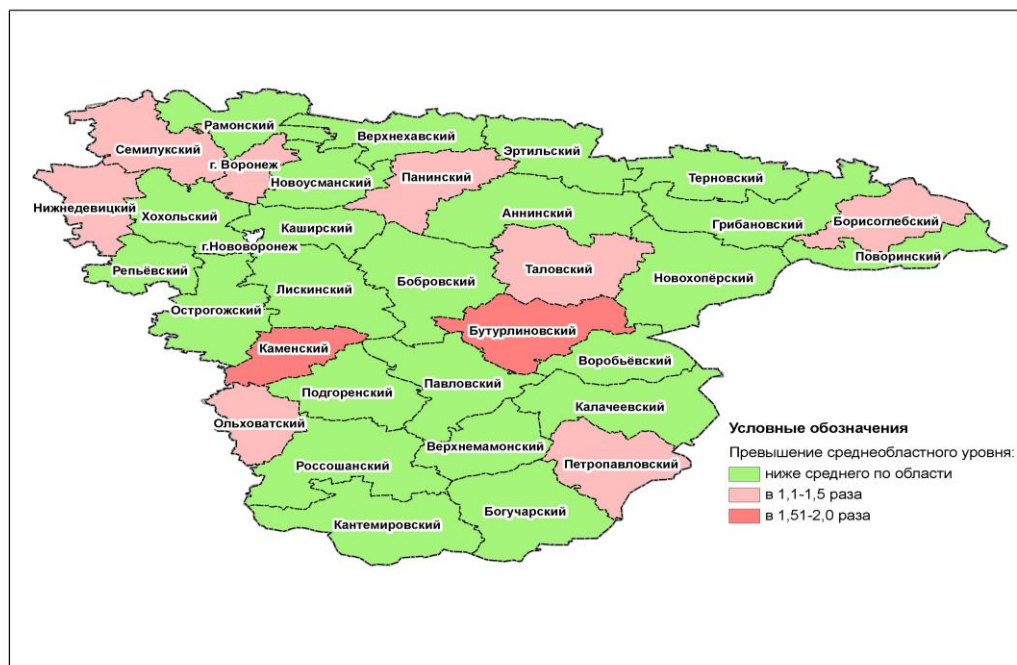 Рамонский
Верхнехавский
Семилукский
Эртильский
г. Воронеж
Панинский
Новоусманский
Терновский
Нижнедевицкий
Хохольский
Аннинский
Грибановский
Борисоглебский
Каширский
г.Нововоронеж
Поворинский
Репьёвский
Таловский
Бобровский
Новохопёрский
Лискинский
Острогожский
Бутурлиновский
Каменский
Воробьёвский
Павловский
Подгоренский
Калачеевский
Ольховатский
Верхнемамонский
Россошанский
Петропавловский
Богучарский
Кантемировский
Условные обозначения
Превышение среднеобластного уровня:
ниже среднего по области
в 1,1-1,5 раза
в 1,51-2,0 раза